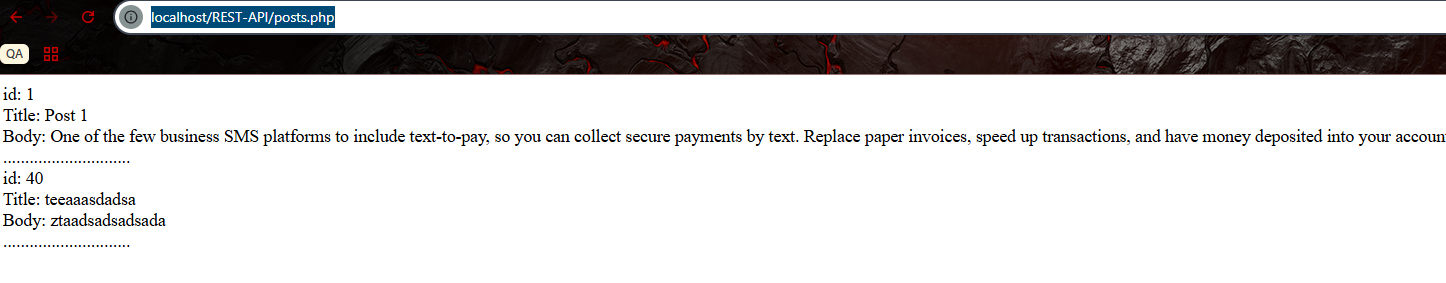 localhost/REST-API/posts.php
QA
id: 1
Title: Post 1
Body: One of the few business SMS platforms to include text-to-pay, so you can collect secure payments by text. Replace paper invoices, speed up transactions, and have money deposited into your accoun
.............................
id: 40
Title: teeaaasdadsa
Body: ztaadsadsadsada
.............................